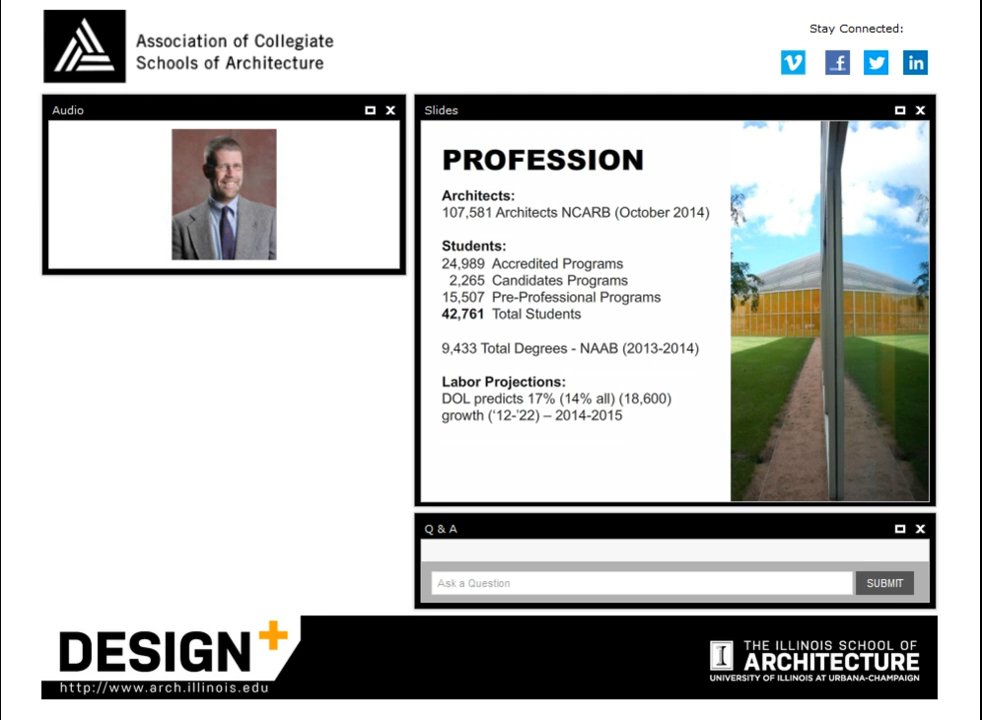 Association of Collegiate
Schools of Architecture
Stay Connected:
Audio
Slides
PROFESSION
Architects:
107,581 Architects NCARB (October 2014)
Students:
24,989 Accredited Programs
2,265 Candidates Programs
15,507 Pre-Professional Programs
42,761 Total Students
9,433 Total Degrees - NAAB (2013-2014)
Labor Projections:
DOL predicts 17% (14% all) (18,600)
growth (‘12-’22) – 2014-2015
Q & A
Ask a Question
SUBMIT
DESIGN+
http://www.arch.illinois.edu
I
THE ILLINOIS SCHOOL OF
ARCHITECTURE
UNIVERSITY OF ILLINOIS AT URBANA-CHAMPAIGN